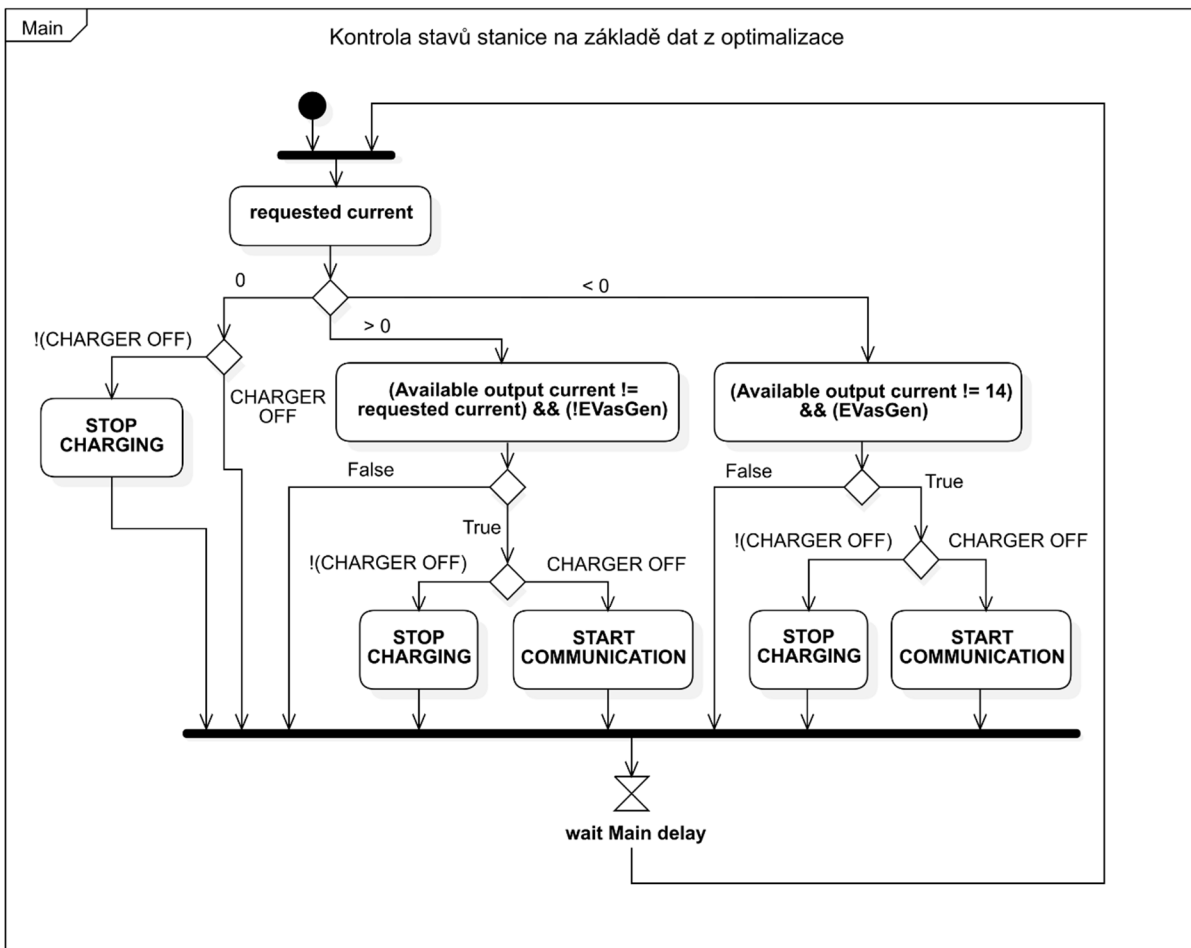 Main
Kontrola stavů stanice na základě dat z optimalizace
requested current
0
< 0
> 0
!(CHARGER OFF)
CHARGER
OFF
STOP
CHARGING
(Available output current !=
requested current) && (!EVasGen)
(Available output current != 14)
&& (EVasGen)
False
True
False
True
!(CHARGER OFF)
CHARGER OFF
!(CHARGER OFF)
CHARGER OFF
STOP
CHARGING
START
COMMUNICATION
STOP
CHARGING
START
COMMUNICATION
wait Main delay